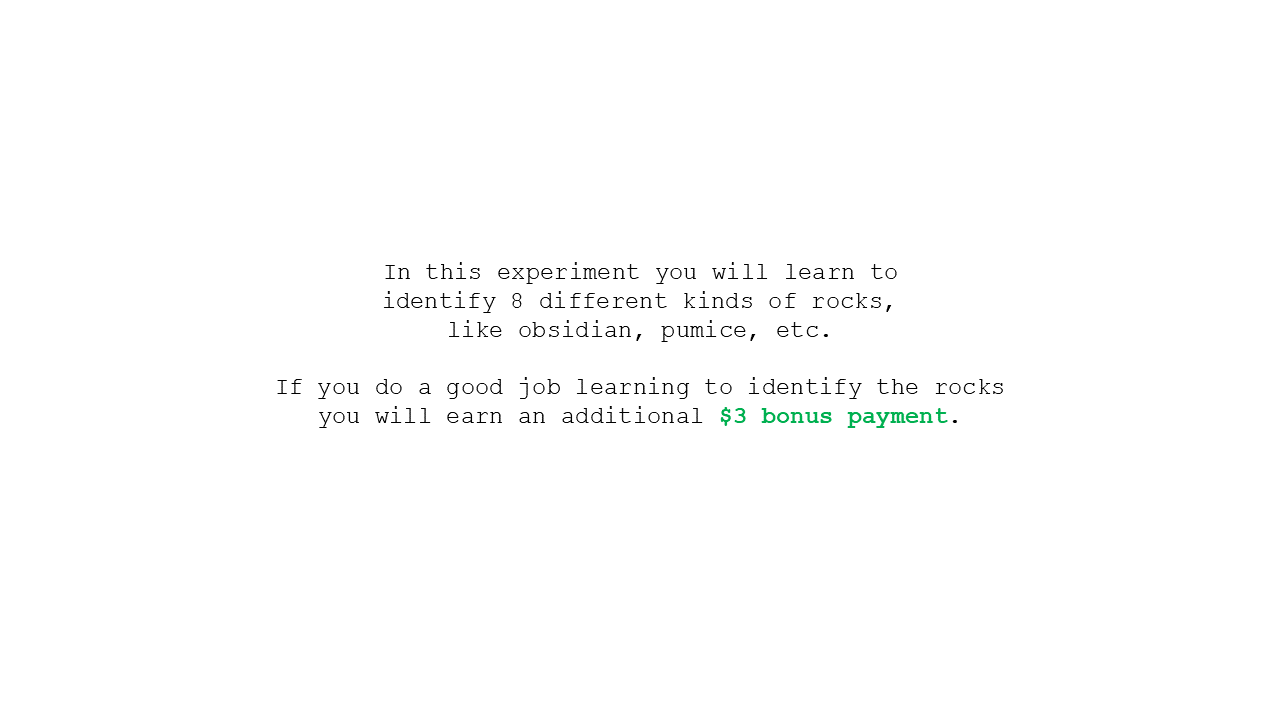 In this experiment you will learn to
identify 8 different kinds of rocks,
like obsidian, pumice, etc.
If you do a good job learning to identify the rocks
you will earn an additional $3 bonus payment.